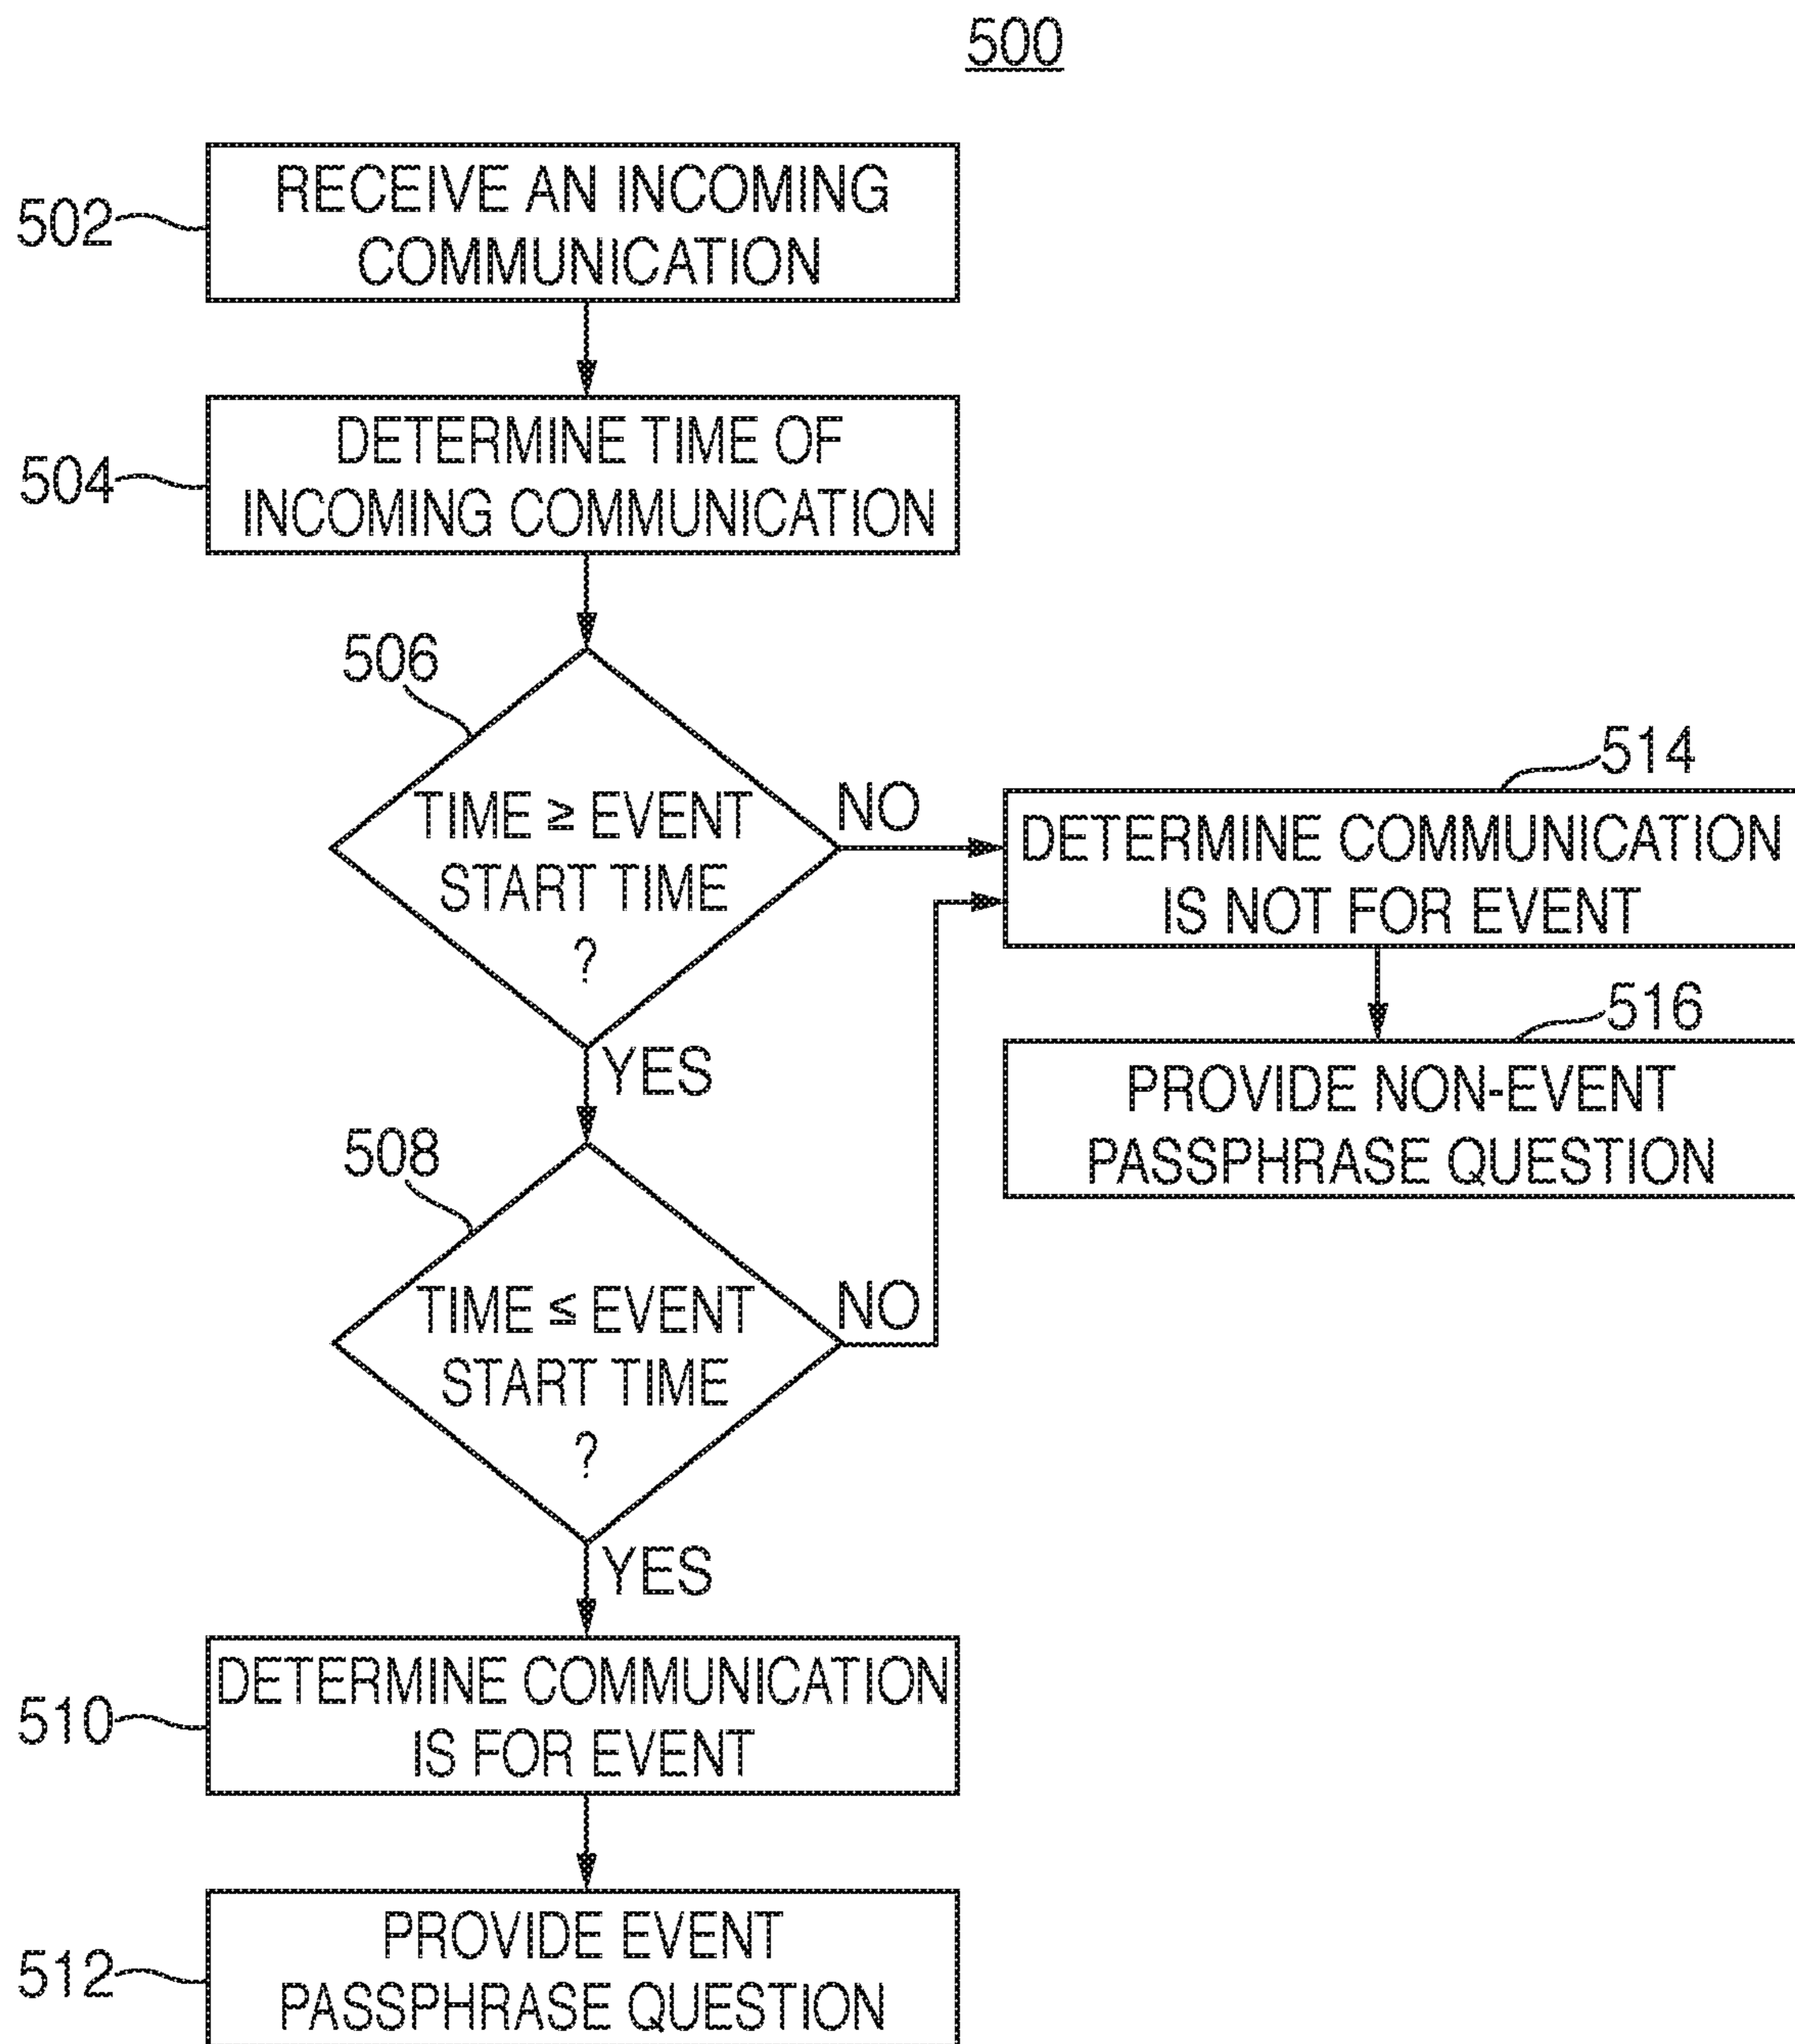 500
502
RECEIVE AN INCOMING
COMMUNICATION
504
DETERMINE TIME OF
INCOMING COMMUNICATION
506
TIME ≥ EVENT
START TIME
?
NO
YES
514
DETERMINE COMMUNICATION
IS NOT FOR EVENT
516
PROVIDE NON-EVENT
PASSPHRASE QUESTION
508
TIME ≤ EVENT
START TIME
?
NO
YES
510
DETERMINE COMMUNICATION
IS FOR EVENT
512
PROVIDE EVENT
PASSPHRASE QUESTION